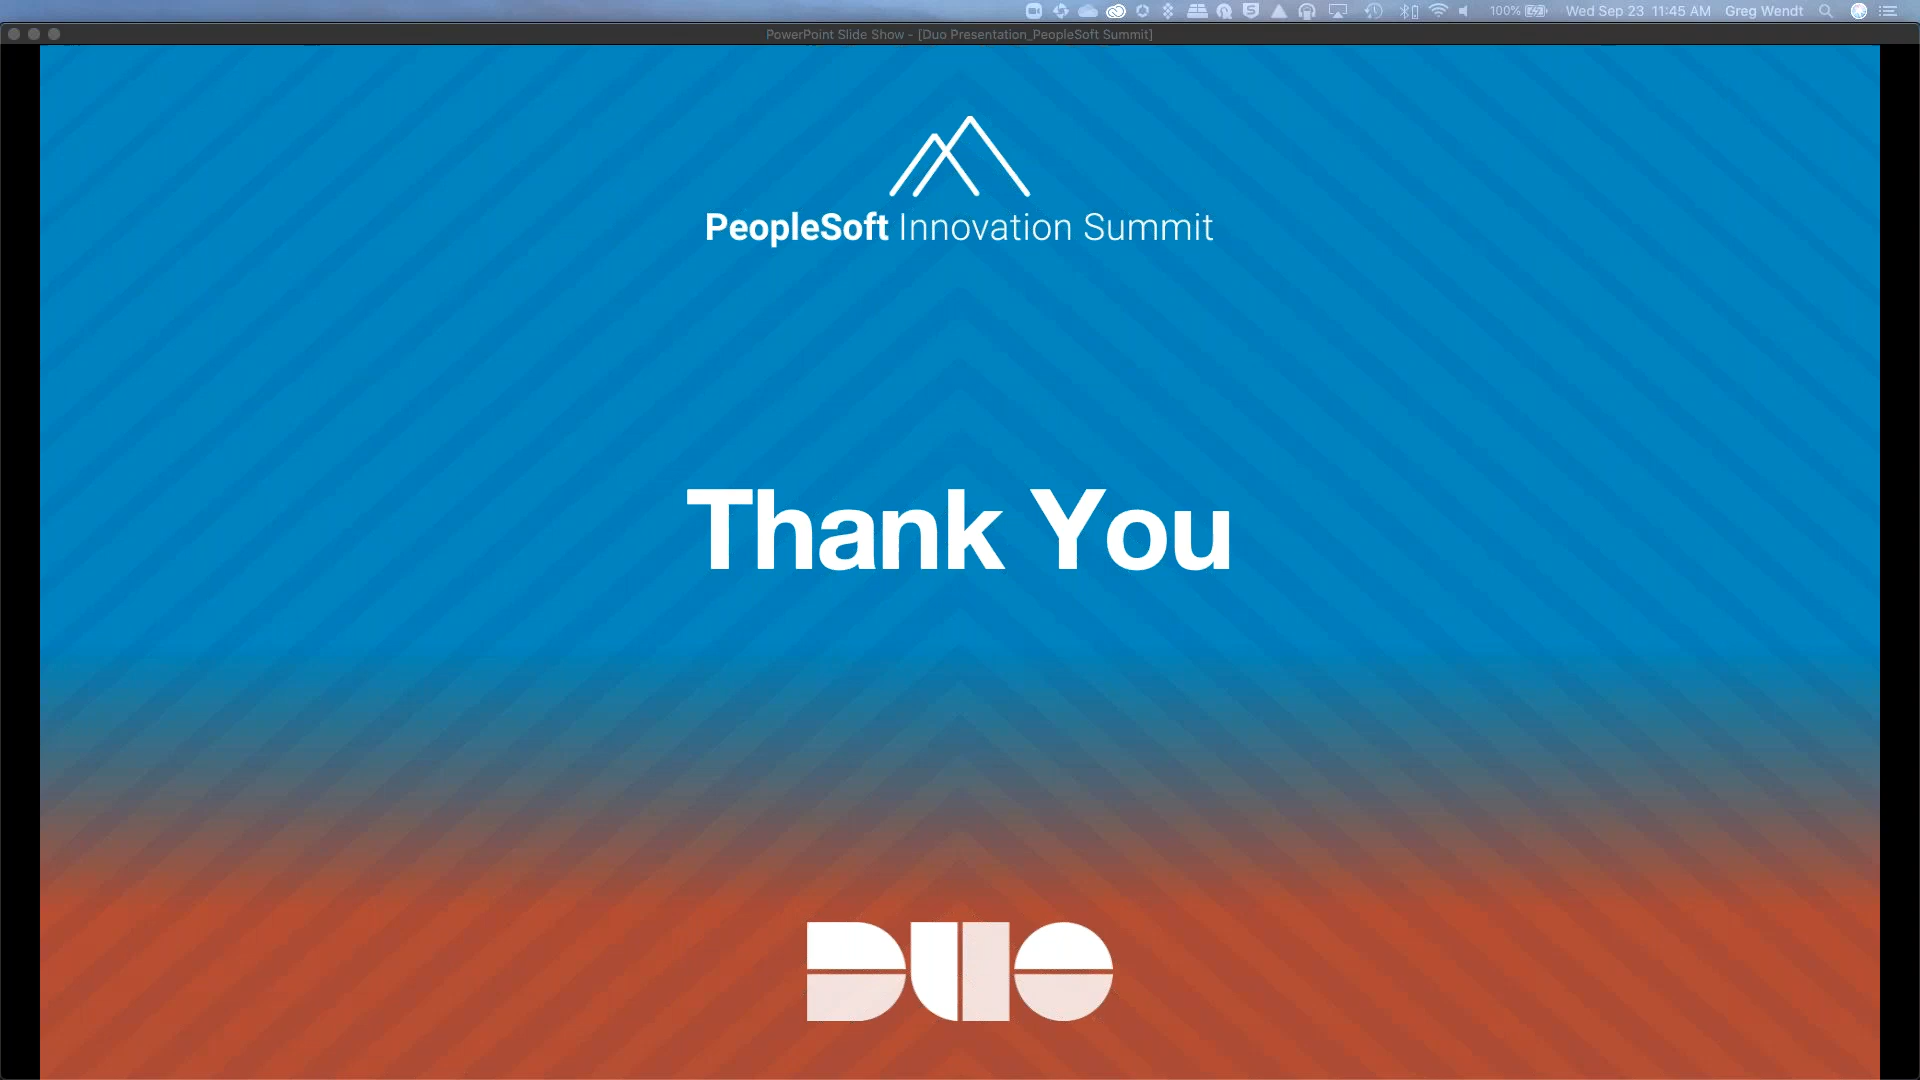 100% Wed Sep 23 11:45 AM Greg Wendt
PowerPoint Slide Show - [Duo Presentation_PeopleSoft Summit]
PeopleSoft Innovation Summit
Thank You
DUO